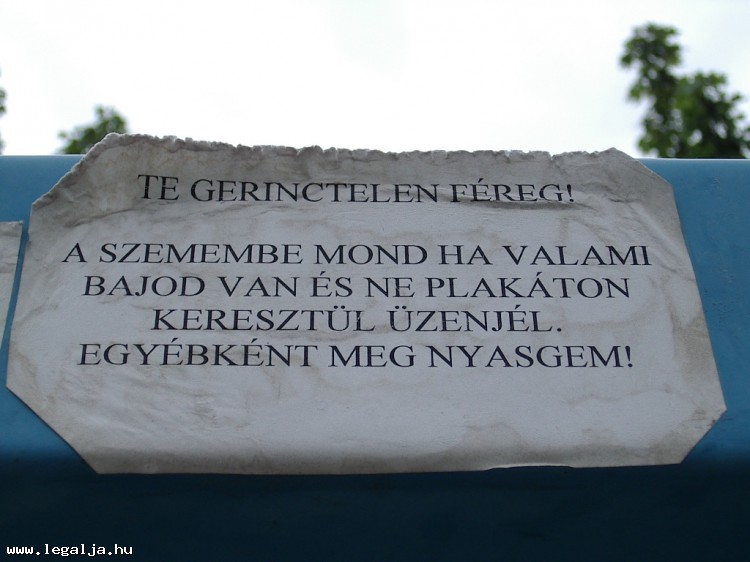 TE GERINCTELEN FÉREG!
A SZEMEMBE MOND HA VALAMI
BAJOD VAN ÉS NE PLAKÁTON
KERESZTÜL ÜZENJÉL.
EGYÉBKÉNT MEG NYASGEM!
www.legalja.hu